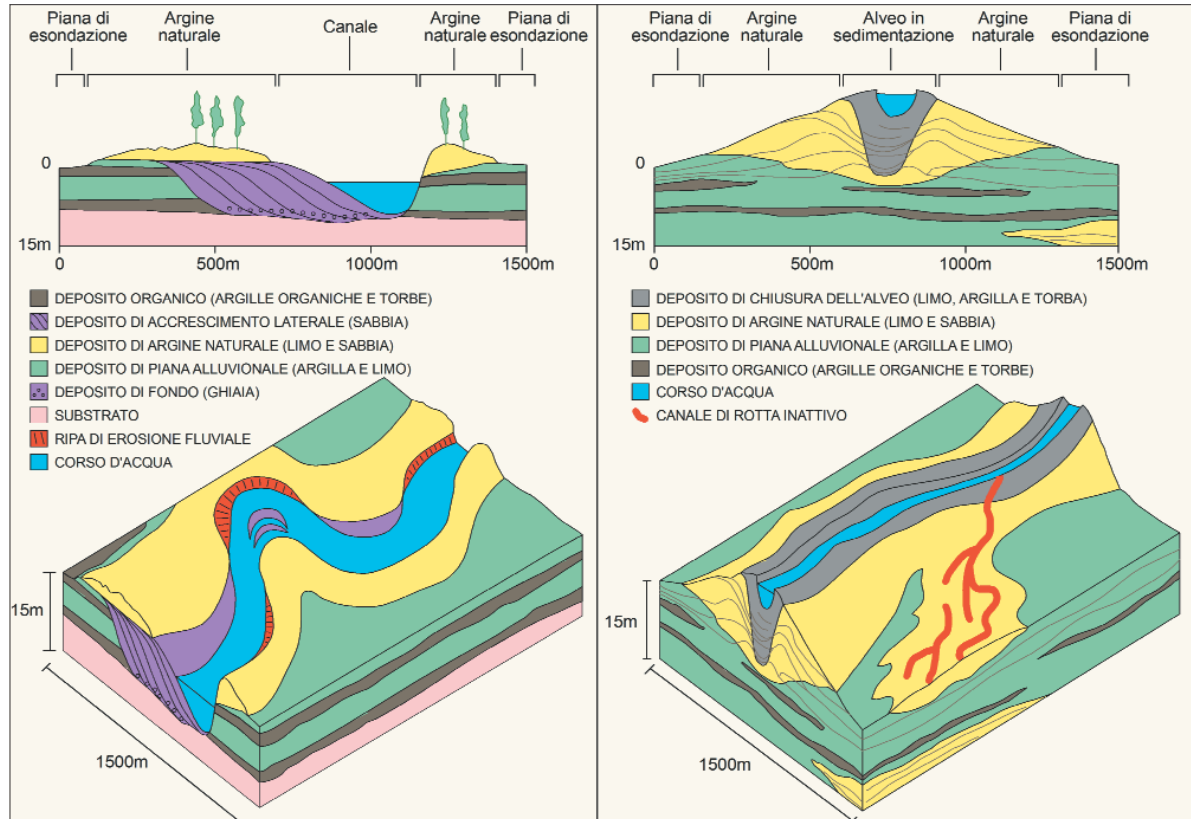 Piana di
esondazione
Argine
naturale
Canale
Argine
naturale
Piana di
esondazione
0
15m
0
500m
1000m
1500m
DEPOSITO ORGANICO (ARGILLE ORGANICHE E TORBE)
DEPOSITO DI ACCRESCIMENTO LATERALE (SABBIA)
DEPOSITO DI ARGINE NATURALE (LIMO E SABBIA)
DEPOSITO DI PIANA ALLUVIONALE (ARGILLA E LIMO)
DEPOSITO DI FONDO (GHIAIA)
SUBSTRATO
RIPA DI EROSIONE FLUVIALE
CORSO D'ACQUA
15m
1500m
Piana di
esondazione
Argine
naturale
Alveo in
sedimentazione
Argine
naturale
Piana di
esondazione
0
15m
0
500m
1000m
1500m
DEPOSITO DI CHIUSURA DELL'ALVEO (LIMO, ARGILLA E TORBA)
DEPOSITO DI ARGINE NATURALE (LIMO E SABBIA)
DEPOSITO DI PIANA ALLUVIONALE (ARGILLA E LIMO)
DEPOSITO ORGANICO (ARGILLE ORGANICHE E TORBE)
CORSO D'ACQUA
CANALE DI ROTTA INATTIVO
15m
1500m